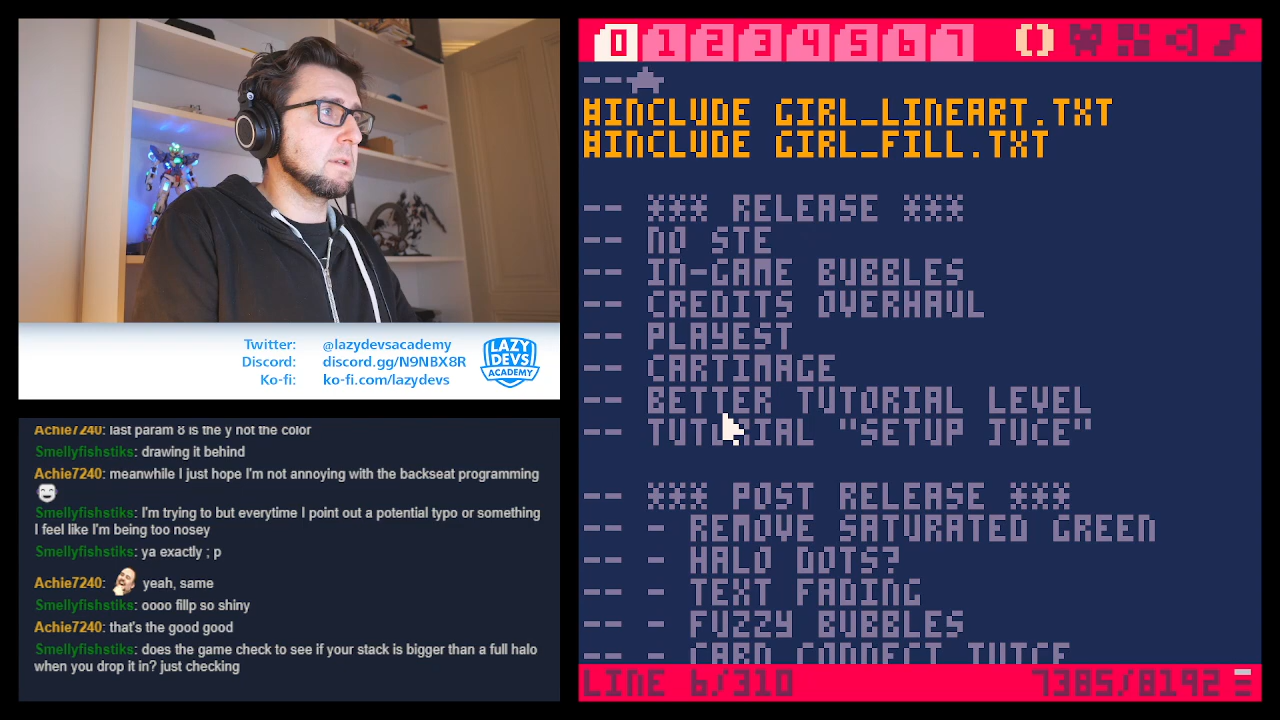 Twitter: @lazydevsacademy
Discord: discord.gg/N9NBX8R
Ko-fi: ko-fi.com/lazydevs
LAZY
DEVS
ACADEMY
Achie7240: last param 8 is the y not the color
Smellyfishstiks: drawing it behind
Achie7240: meanwhile I just hope I'm not annoying with the backseat programming
Smellyfishstiks: I'm trying to but everytime I point out a potential typo or something
I feel like I'm being too nosey
Smellyfishstiks: ya exactly ; p
Achie7240: yeah, same
Smellyfishstiks: oooo fillp so shiny
Achie7240: that's the good good
Smellyfishstiks: does the game check to see if your stack is bigger than a full halo
when you drop it in? just checking
0 1 2 3 4 5 6 7
--
#INCLUDE GIRL_LINEART.TXT
#INCLUDE GIRL_FILL.TXT
-- *** RELEASE ***
-- NO STE
-- IN-GAME BUBBLES
-- CREDITS OVERHAUL
-- PLAYEST
-- CARTIMAGE
-- BETTER TUTORIAL LEVEL
-- TUTORIAL "SETUP JUCE"
-- *** POST RELEASE ***
-- - REMOVE SATURATED GREEN
-- - HALO DOTS?
-- - TEXT FADING
-- - FUZZY BUBBLES
-- - CARD CONNECT JUICE
LINE 6/310 7385/8192